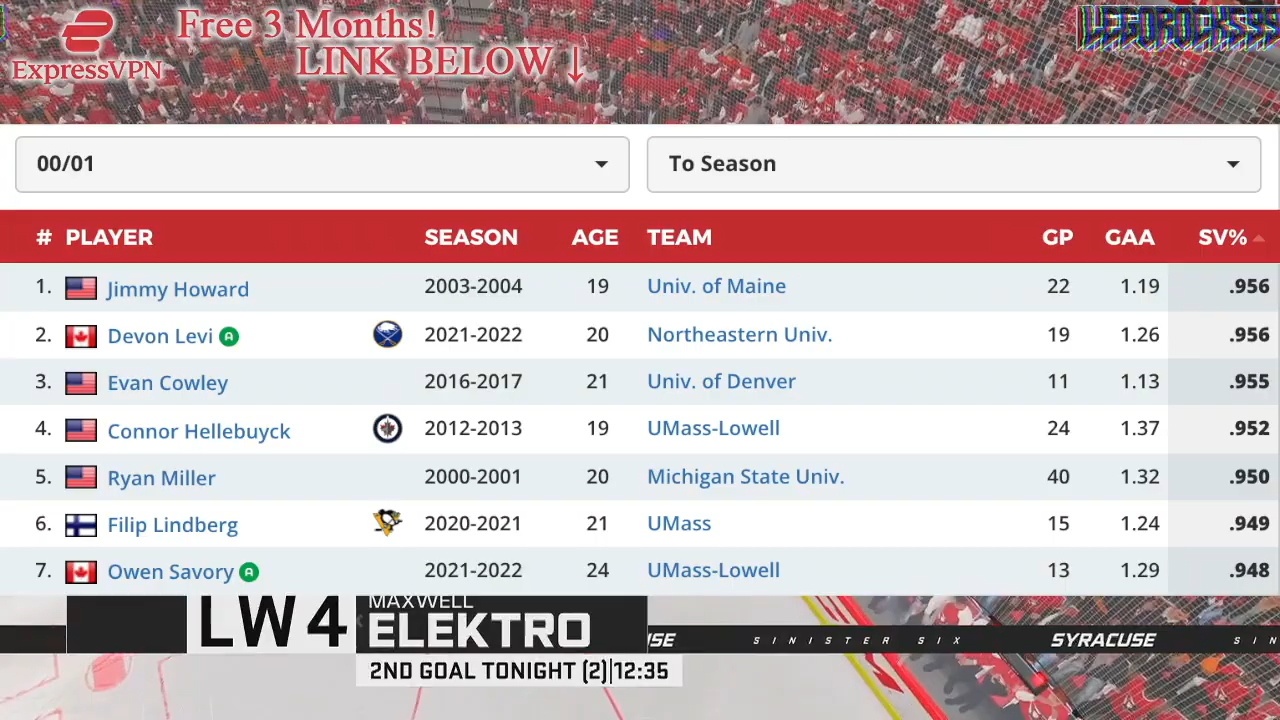 Free 3 Months!
LINK BELOW ↓
ExpressVPN
LEGOROCKS99
00/01 To Season
# PLAYER SEASON AGE TEAM GP GAA SV%
1. Jimmy Howard 2003-2004 19 Univ. of Maine 22 1.19 .956
2. Devon Levi A 2021-2022 20 Northeastern Univ. 19 1.26 .956
3. Evan Cowley 2016-2017 21 Univ. of Denver 11 1.13 .955
4. Connor Hellebuyck 2012-2013 19 UMass-Lowell 24 1.37 .952
5. Ryan Miller 2000-2001 20 Michigan State Univ. 40 1.32 .950
6. Filip Lindberg 2020-2021 21 UMass 15 1.24 .949
7. Owen Savory A 2021-2022 24 UMass-Lowell 13 1.29 .948
LW 4 MAXWELL
ELEKTRO
USE SINISTER SIX SYRACUSE SIN
2ND GOAL TONIGHT (2)|12:35